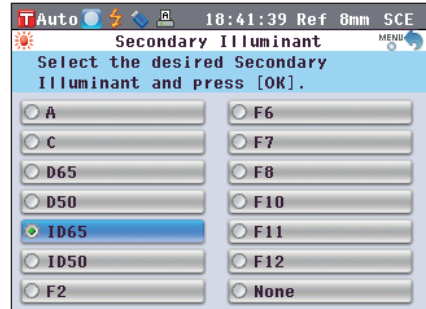 T Auto A 18:41:39 Ref 8mm SCE
Secondary Illuminant MENU
Select the desired Secondary
Illuminant and press [OK].
A
C
D65
D50
ID65
ID50
F2
F6
F7
F8
F10
F11
F12
None